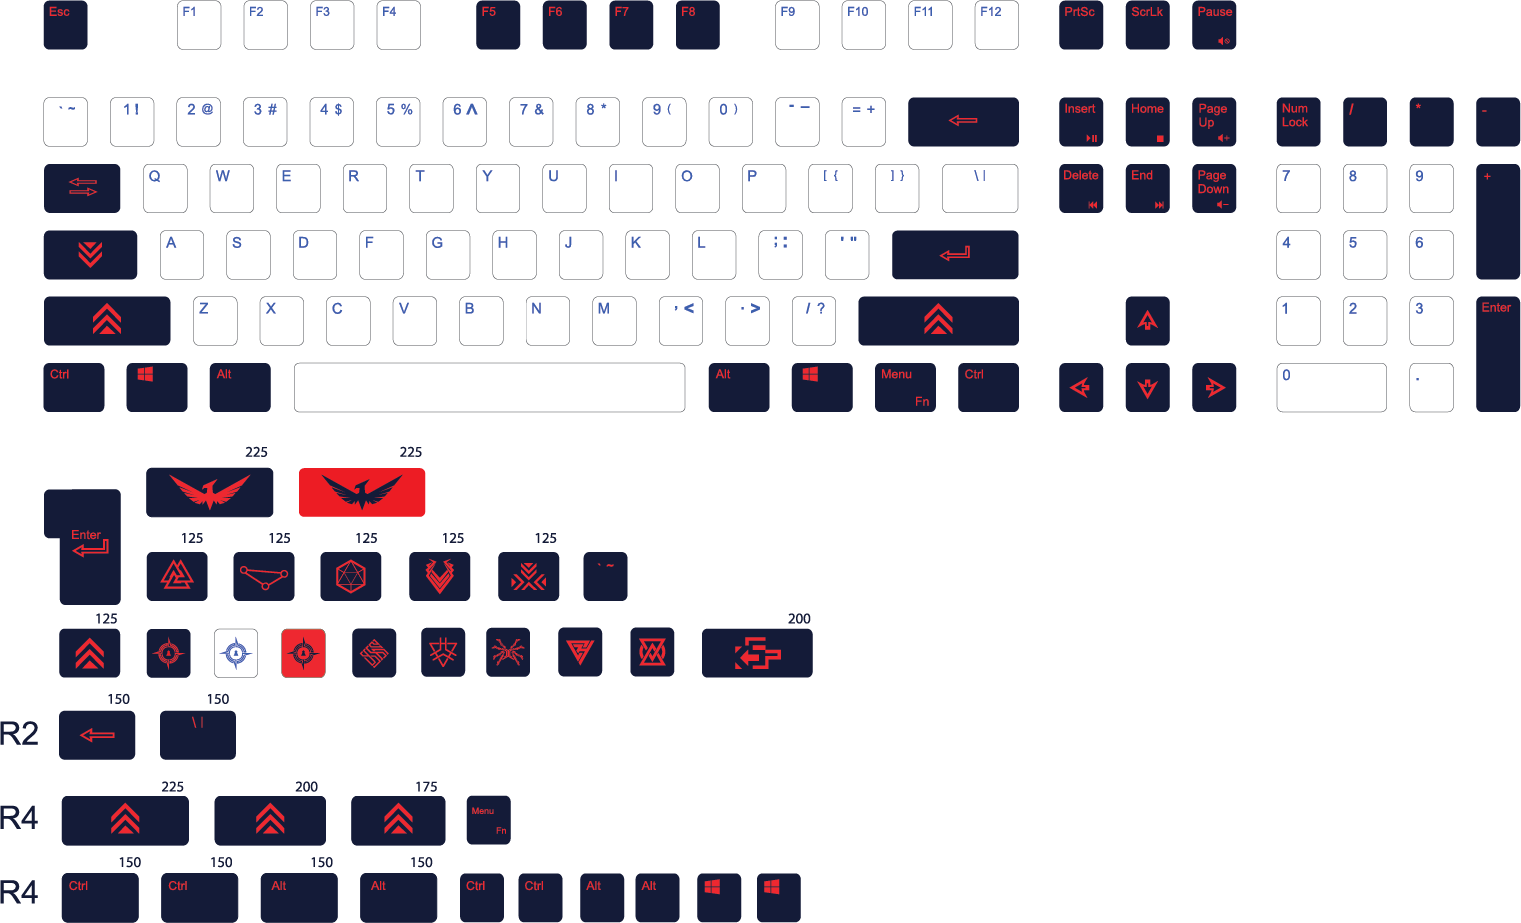 Esc F1 F2 F3 F4 F5 F6 F7 F8 F9 F10 F11 F12 PrtSc ScrLk Pause
` ~ 1 ! 2 @ 3 # 4 $ 5 % 6 ^ 7 & 8 * 9 ( 0 ) - – = + Insert Home Page Up Num Lock / * -
Q W E R T Y U I O P [ { ] } \ | Delete End Page Down 7 8 9 +
A S D F G H J K L ; : ' " 4 5 6
Z X C V B N M , < . > / ? 1 2 3 Enter
Ctrl Alt Alt Menu Fn Ctrl 0 .
225 225
Enter
125 125 125 125 125
` ~
125 200
150 150
R2 \ |
225 200 175
R4 Menu Fn
150 150 150 150
R4 Ctrl Ctrl Alt Alt Ctrl Ctrl Alt Alt